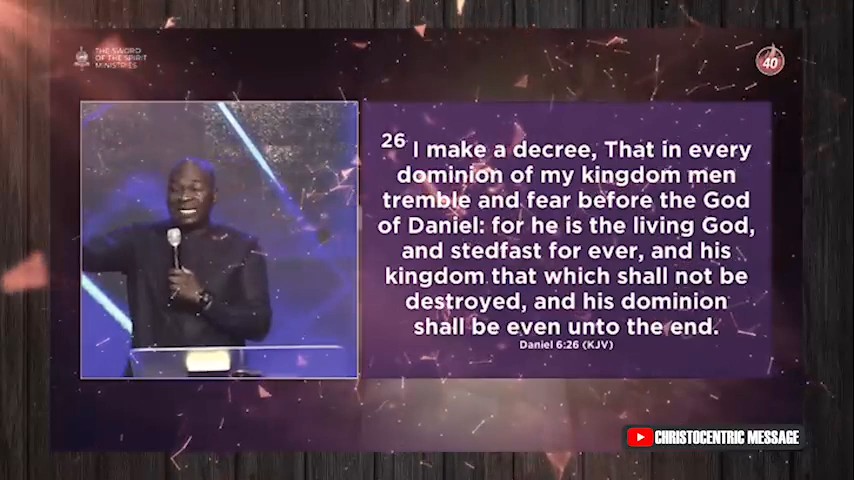 THE SWORD
OF THE SPIRIT
MINISTRIES
40
26 I make a decree, That in every
dominion of my kingdom men
tremble and fear before the God
of Daniel: for he is the living God,
and stedfast for ever, and his
kingdom that which shall not be
destroyed, and his dominion
shall be even unto the end.
Daniel 6:26 (KJV)
CHRISTOCENTRIC MESSAGE